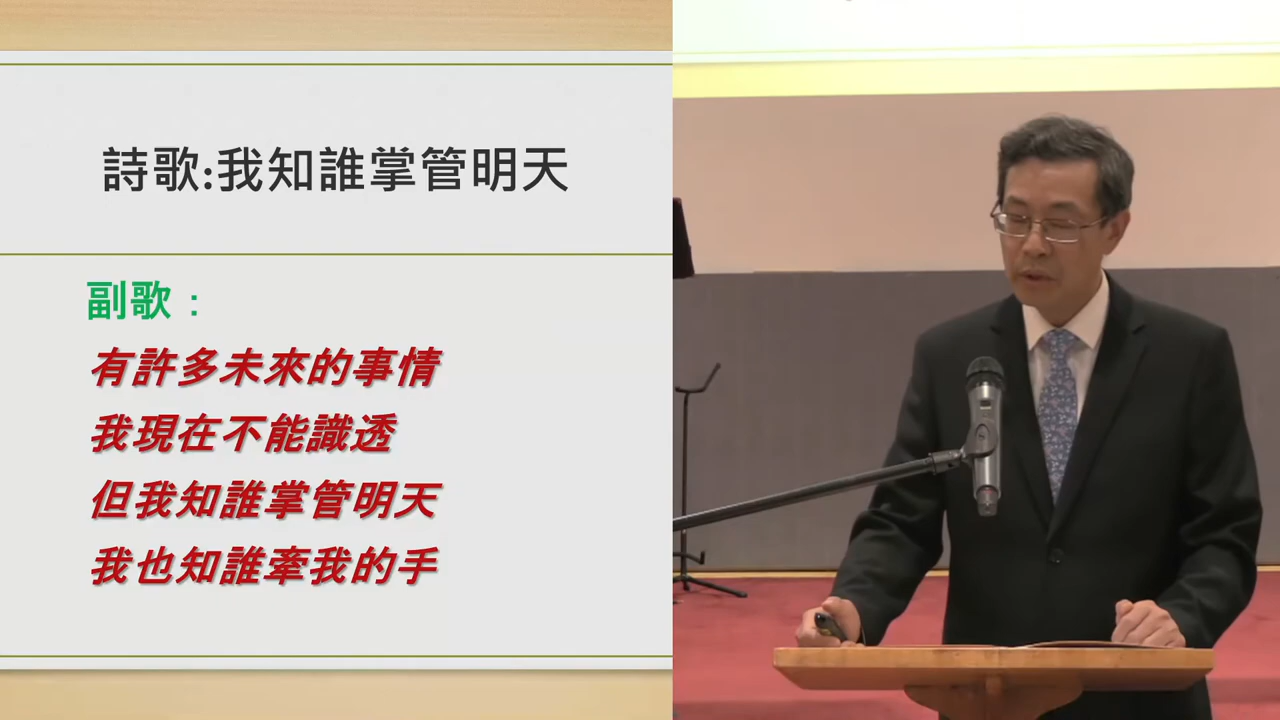 詩歌:我知誰掌管明天
副歌：
有許多未來的事情
我現在不能識透
但我知誰掌管明天
我也知誰牽我的手